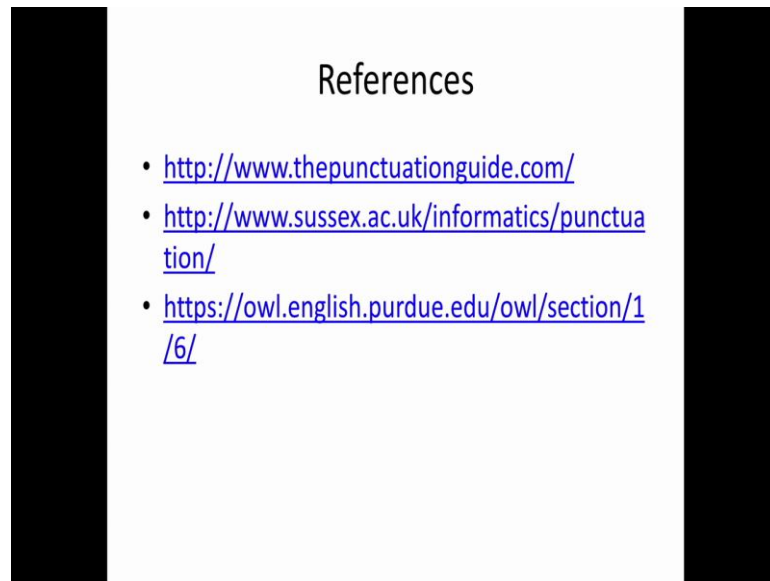 References
• http://www.thepunctuationguide.com/
• http://www.sussex.ac.uk/informatics/punctua
tion/
• https://owl.english.purdue.edu/owl/section/1
/6/